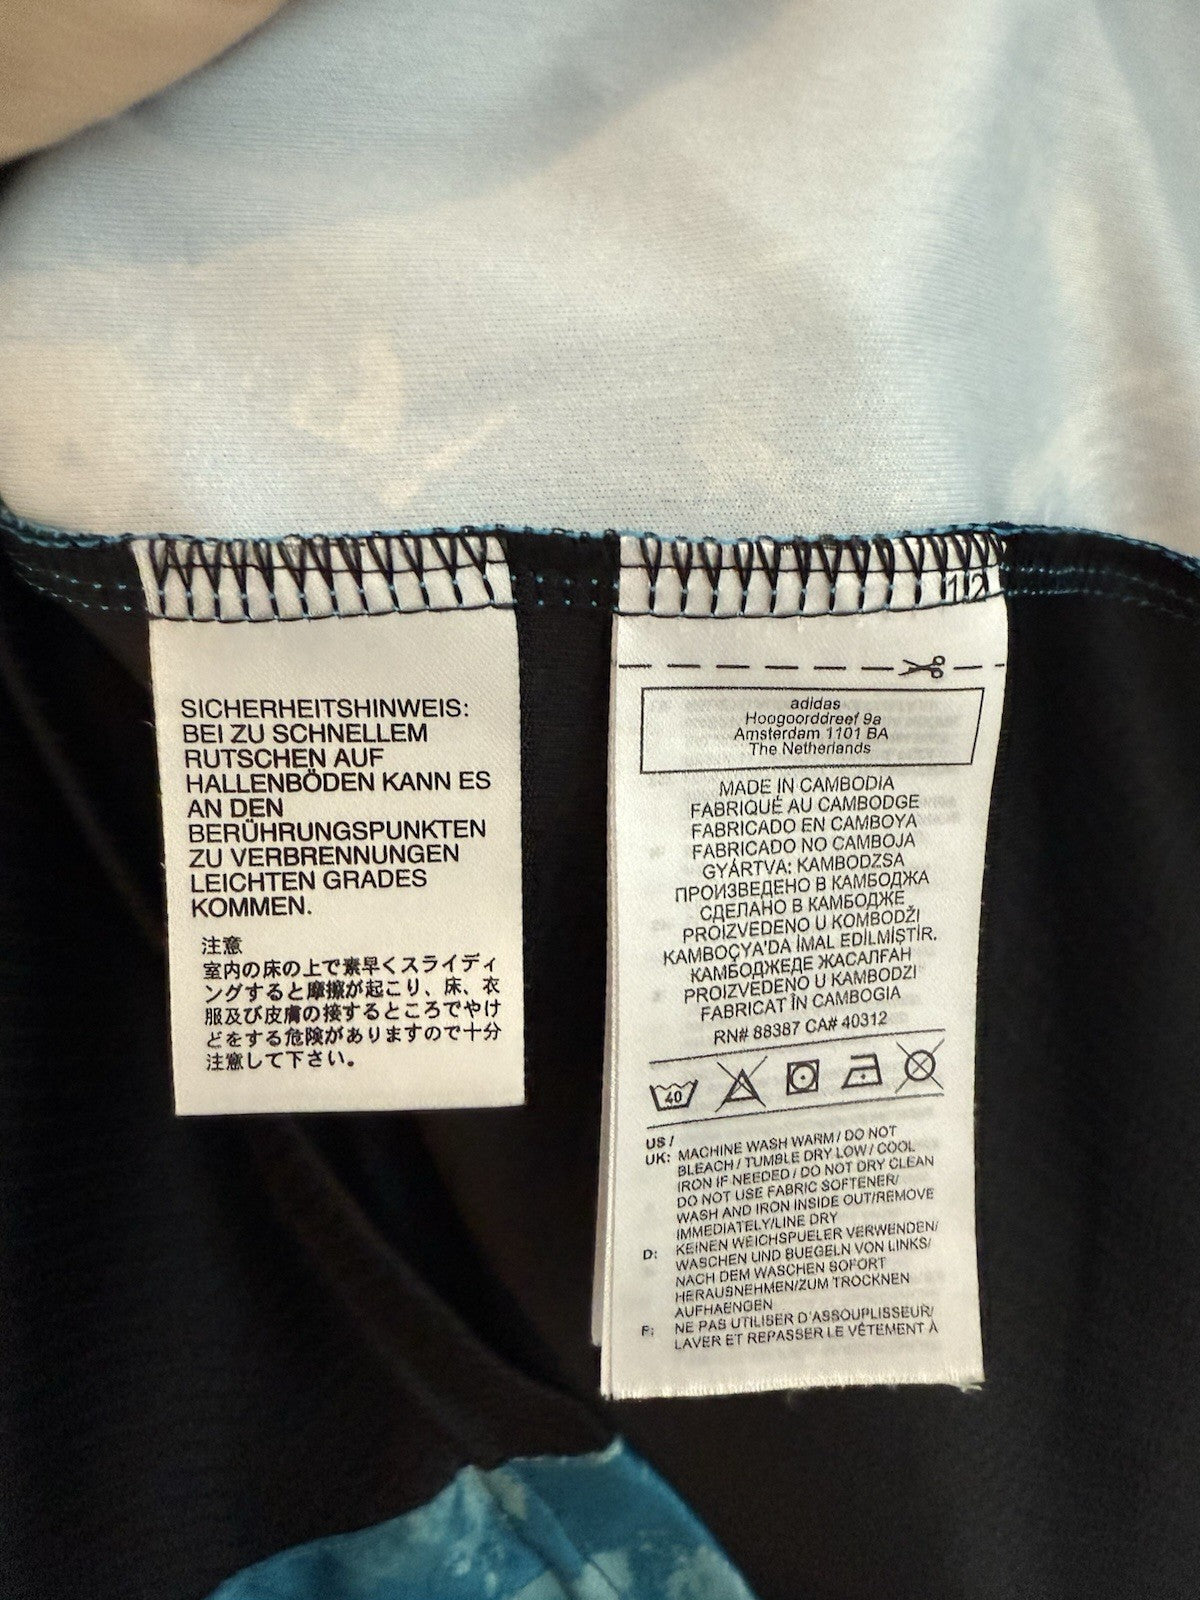 SICHERHEITSHINWEIS:
BEI ZU SCHNELLEM
RUTSCHEN AUF
HALLENBÖDEN KANN ES
AN DEN
BERÜHRUNGSPUNKTEN
ZU VERBRENNUNGEN
LEICHTEN GRADES
KOMMEN.
注意
室内の床の上で素早くスライディ
ングすると摩擦が起こり、床、衣
服及び皮膚の接するところでやけ
どをする危険がありますので十分
注意して下さい。
12
adidas
Hoogoorddreef 9a
Amsterdam 1101 BA
The Netherlands
MADE IN CAMBODIA
FABRIQUÉ AU CAMBODGE
FABRICADO EN CAMBOYA
FABRICADO NO CAMBOJA
GYÁRTVA: KAMBODZSA
ПРОИЗВЕДЕНО В КАМБОДЖА
СДЕЛАНО В КАМБОДЖЕ
PROIZVEDENO U KOMBODŽI
KAMBOÇYA'DA İMAL EDİLMİŞTİR.
КАМБОДЖЕДЕ ЖАСАЛҒАН
PROIZVEDENO U KAMBODZI
FABRICAT ÎN CAMBOGIA
RN# 88387 CA# 40312
40
US /
UK: MACHINE WASH WARM / DO NOT
BLEACH / TUMBLE DRY LOW / COOL
IRON IF NEEDED / DO NOT DRY CLEAN
DO NOT USE FABRIC SOFTENER/
WASH AND IRON INSIDE OUT/REMOVE
IMMEDIATELY/LINE DRY
D: KEINEN WEICHSPUELER VERWENDEN/
WASCHEN UND BUEGELN VON LINKS/
NACH DEM WASCHEN SOFORT
HERAUSNEHMEN/ZUM TROCKNEN
AUFHAENGEN
F: NE PAS UTILISER D'ASSOUPLISSEUR/
LAVER ET REPASSER LE VÊTEMENT À